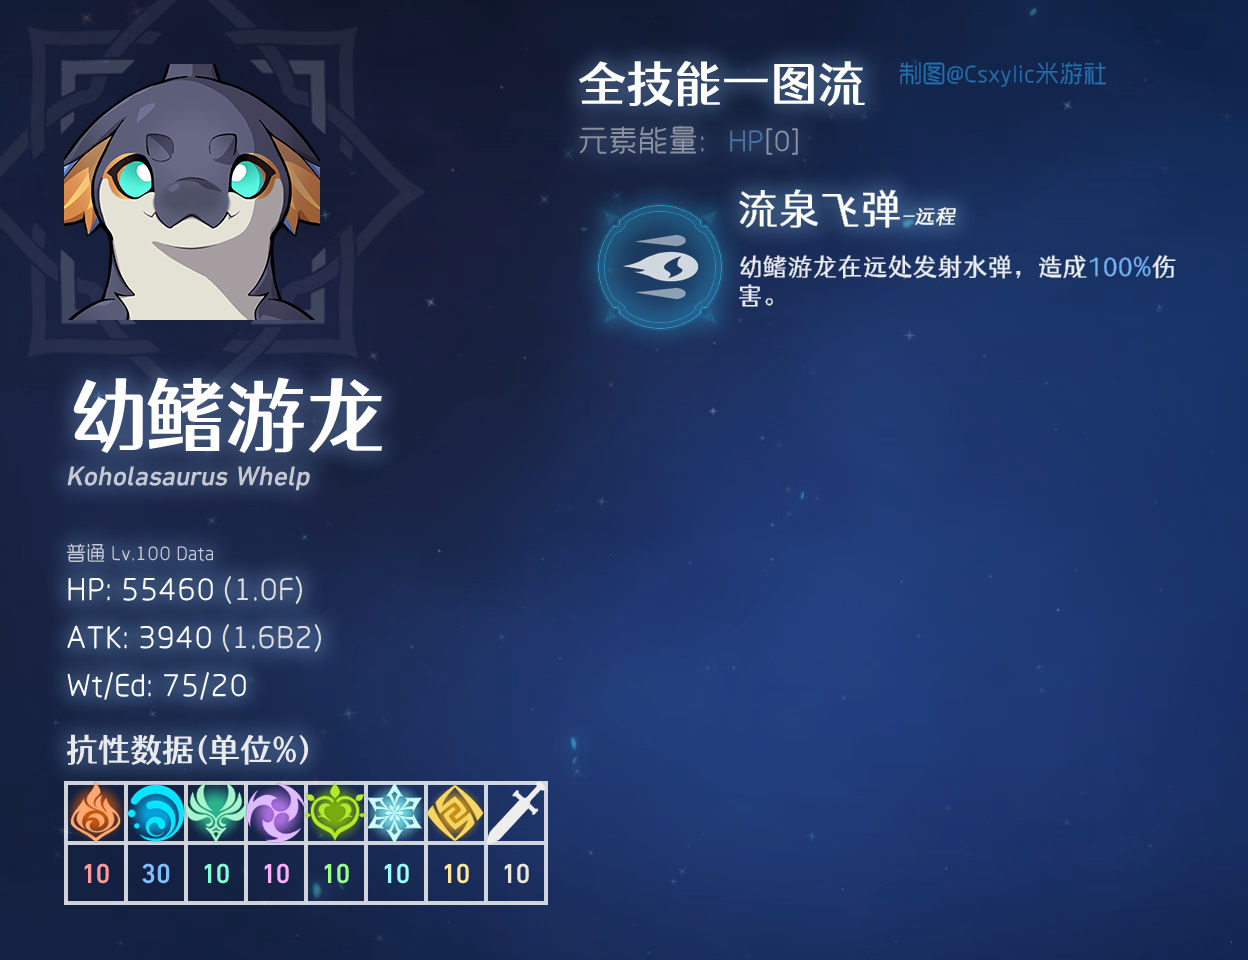 全技能一图流
制图@Csxylic米游社
元素能量: HP[0]
流泉飞弹-远程
幼鳍游龙在远处发射水弹，造成100%伤
害。
幼鳍游龙
Koholasaurus Whelp
普通 Lv.100 Data
HP: 55460 (1.0F)
ATK: 3940 (1.6B2)
Wt/Ed: 75/20
抗性数据(单位%)
10 30 10 10 10 10 10 10